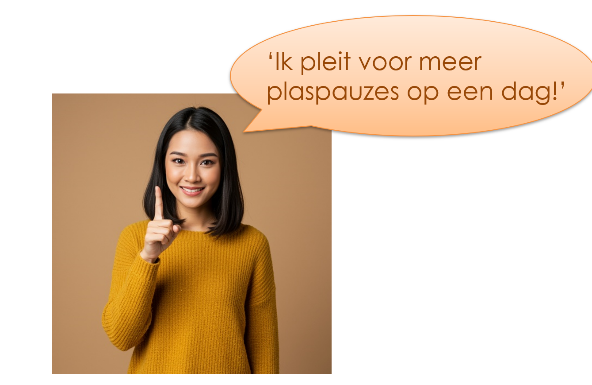 ‘Ik pleit voor meer
plaspauzes op een dag!’